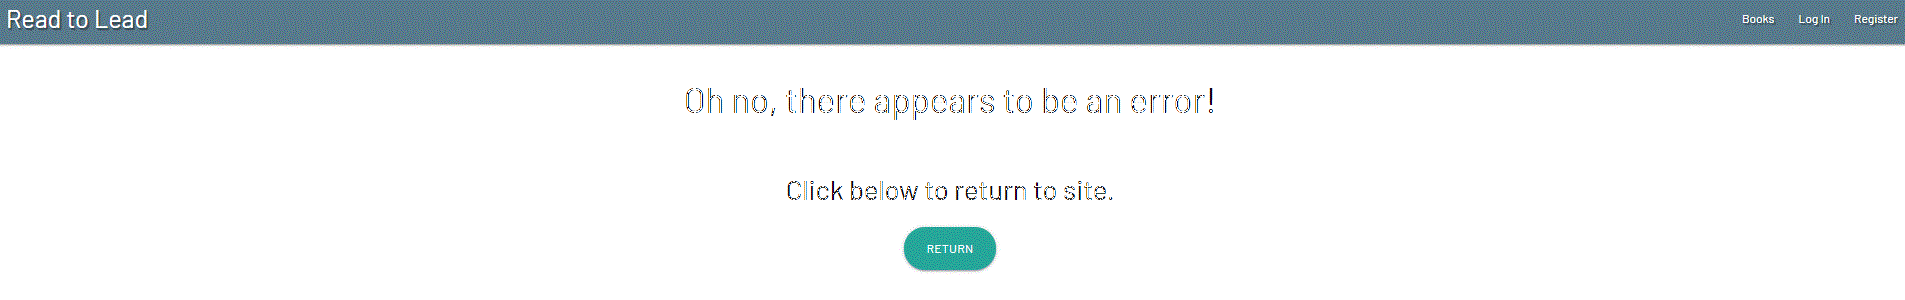 Read to Lead
Books Log In Register
Oh no, there appears to be an error!
Click below to return to site.
RETURN